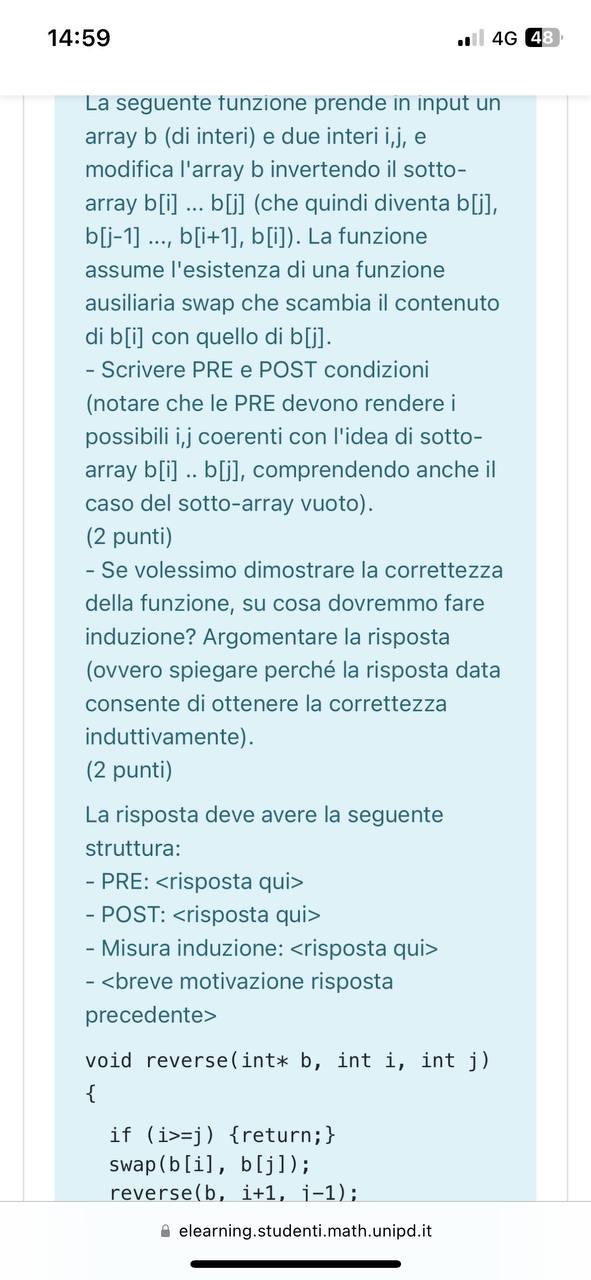 14:59
4G 48
La seguente funzione prende in input un
array b (di interi) e due interi i,j, e
modifica l'array b invertendo il sotto-
array b[i] ... b[j] (che quindi diventa b[j],
b[j-1] ..., b[i+1], b[i]). La funzione
assume l'esistenza di una funzione
ausiliaria swap che scambia il contenuto
di b[i] con quello di b[j].
- Scrivere PRE e POST condizioni
(notare che le PRE devono rendere i
possibili i,j coerenti con l'idea di sotto-
array b[i] .. b[j], comprendendo anche il
caso del sotto-array vuoto).
(2 punti)
- Se volessimo dimostrare la correttezza
della funzione, su cosa dovremmo fare
induzione? Argomentare la risposta
(ovvero spiegare perché la risposta data
consente di ottenere la correttezza
induttivamente).
(2 punti)
La risposta deve avere la seguente
struttura:
- PRE: <risposta qui>
- POST: <risposta qui>
- Misura induzione: <risposta qui>
- <breve motivazione risposta
precedente>
void reverse(int* b, int i, int j)
{
if (i>=j) {return;}
swap(b[i], b[j]);
reverse(b, i+1, j-1);
elearning.studenti.math.unipd.it